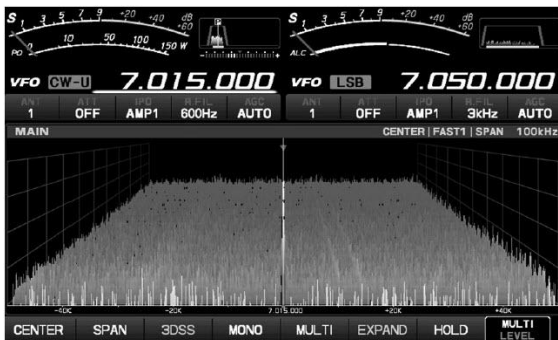 S 1 3 5 7 9 +20 +40 +60 dB
PO 0 10 50 100 150 W
S 1 3 5 7 9 +20 +40 +60 dB
ALC
VFO CW-U 7.015.000
VFO LSB 7.050.000
ANT ATT IPO R.FIL AGC
1 OFF AMP1 600Hz AUTO
ANT ATT IPO R.FIL AGC
1 OFF AMP1 3kHz AUTO
MAIN CENTER | FAST1 | SPAN 100kHz
-40K -20K 7.015.000 +20K +40K
CENTER SPAN 3DSS MONO MULTI EXPAND HOLD MULTI
LEVEL